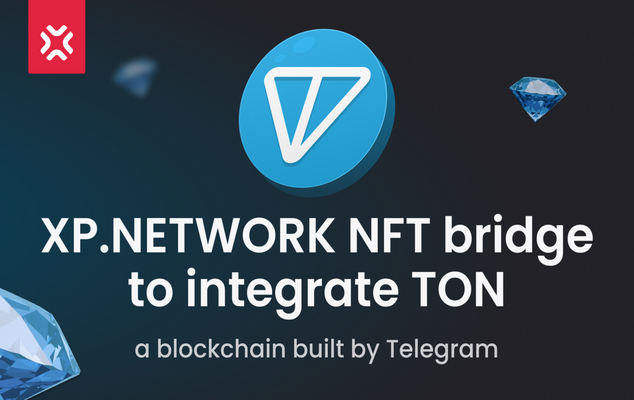 XP.NETWORK NFT bridge
to integrate TON
a blockchain built by Telegram